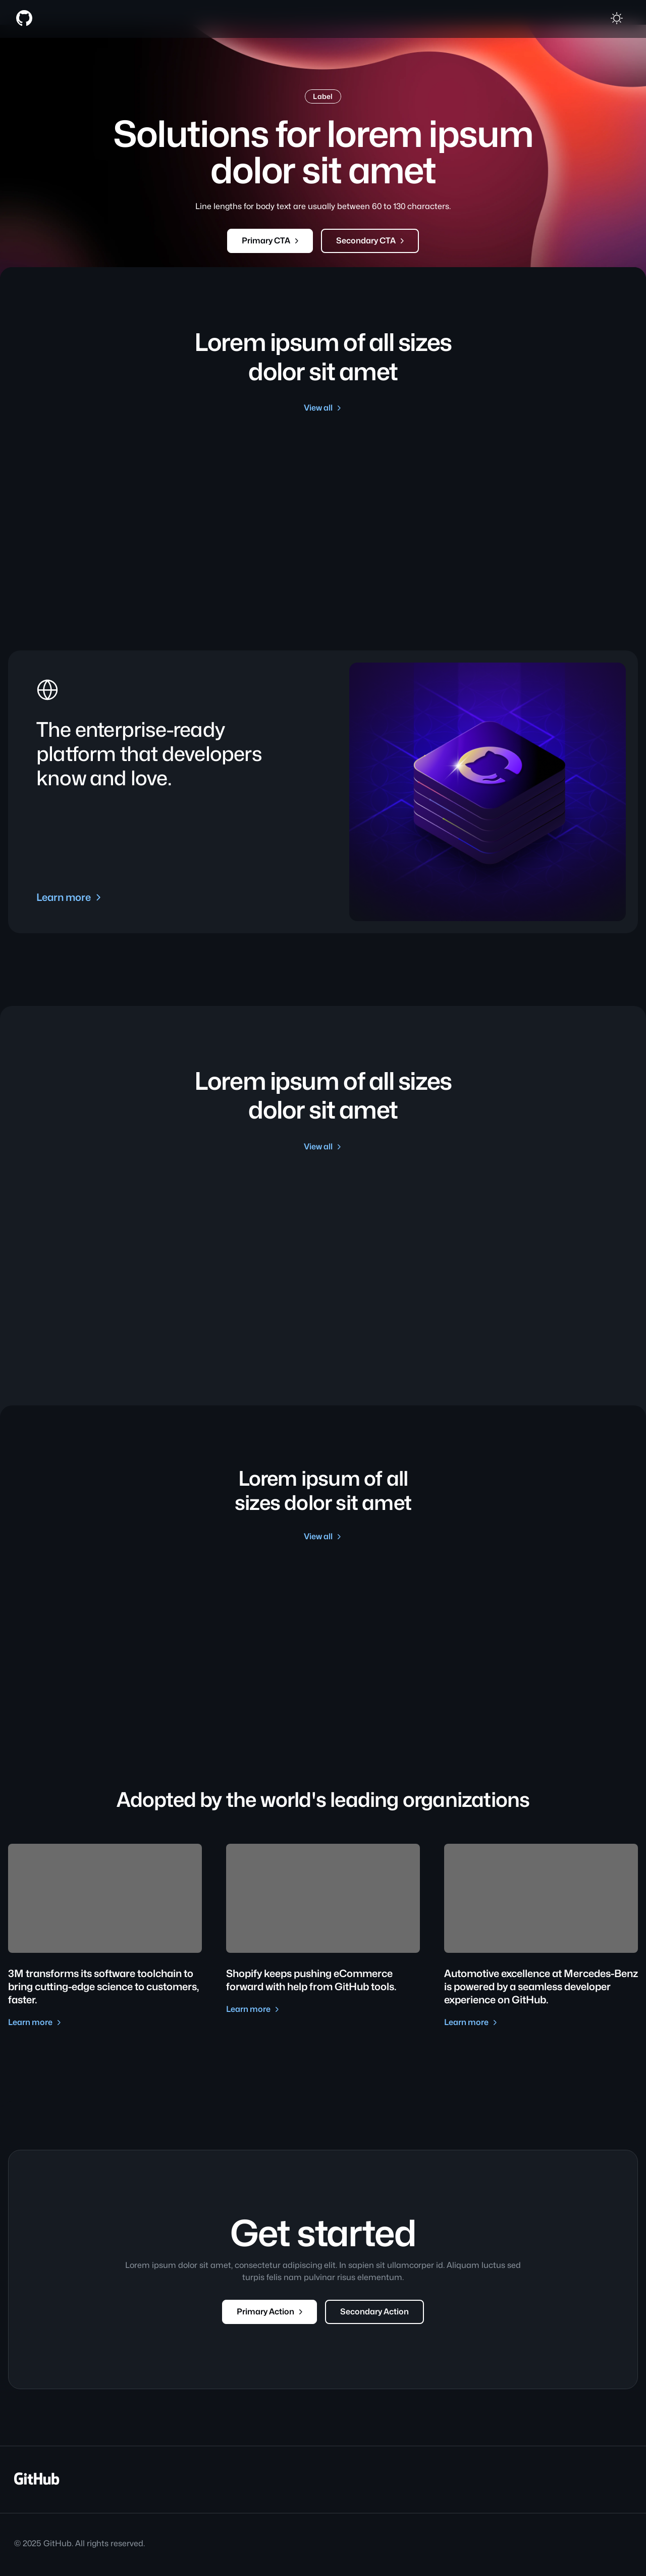 Label
Solutions for lorem ipsum
dolor sit amet
Line lengths for body text are usually between 60 to 130 characters.
Primary CTA
Secondary CTA
Lorem ipsum of all sizes
dolor sit amet
View all
The enterprise-ready
platform that developers
know and love.
Learn more
Lorem ipsum of all sizes
dolor sit amet
View all
Lorem ipsum of all
sizes dolor sit amet
View all
Adopted by the world's leading organizations
3M transforms its software toolchain to
bring cutting-edge science to customers,
faster.
Learn more
Shopify keeps pushing eCommerce
forward with help from GitHub tools.
Learn more
Automotive excellence at Mercedes-Benz
is powered by a seamless developer
experience on GitHub.
Learn more
Get started
Lorem ipsum dolor sit amet, consectetur adipiscing elit. In sapien sit ullamcorper id. Aliquam luctus sed
turpis felis nam pulvinar risus elementum.
Primary Action
Secondary Action
GitHub
© 2025 GitHub. All rights reserved.